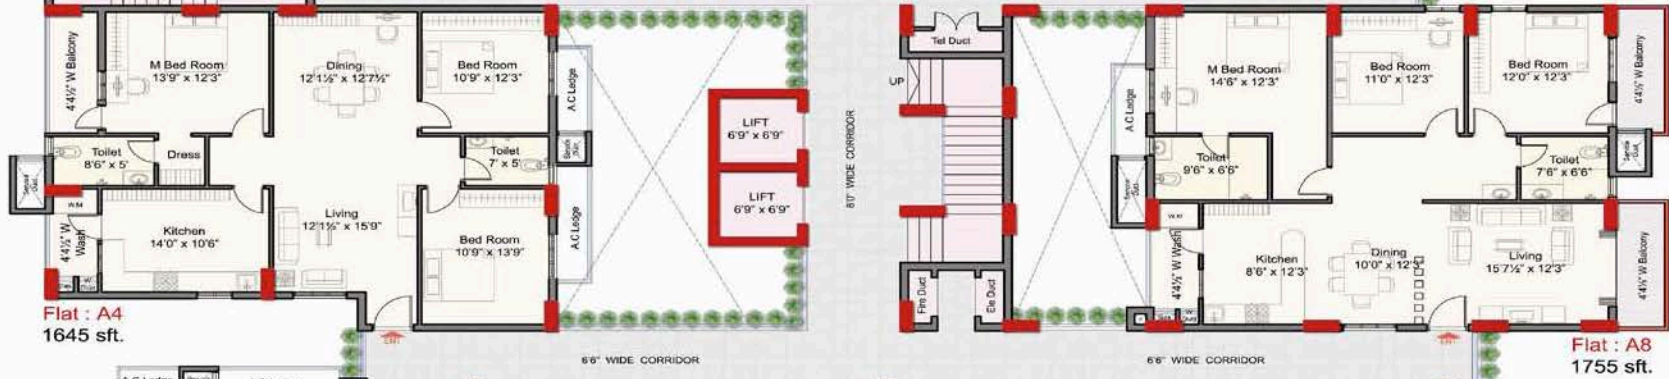 4'4½" W Balcony
M Bed Room
13'9" x 12'3"
Dining
12'1½" x 12'7½"
Bed Room
10'9" x 12'3"
A.C Ledge
Toilet
8'6" x 5'
Dress
Toilet
7' x 5'
W.M
4'4½" W
Wash
Kitchen
14'0" x 10'6"
Living
12'1½" x 15'9"
Bed Room
10'9" x 13'9"
A.C Ledge
Flat : A4
1645 sft.
LIFT
6'9" x 6'9"
LIFT
6'9" x 6'9"
8'0" WIDE CORRIDOR
6'6" WIDE CORRIDOR
Tel Duct
UP
Fire Duct
Ele Duct
A.C Ledge
M Bed Room
14'6" x 12'3"
Bed Room
11'0" x 12'3"
Bed Room
12'0" x 12'3"
4'4½" W Balcony
Toilet
9'6" x 6'6"
Toilet
7'6" x 6'6"
W.M
4'4½" W Wash
Kitchen
8'6" x 12'3"
Dining
10'0" x 12'3"
Living
15'7½" x 12'3"
4'4½" W Balcony
6'6" WIDE CORRIDOR
Flat : A8
1755 sft.